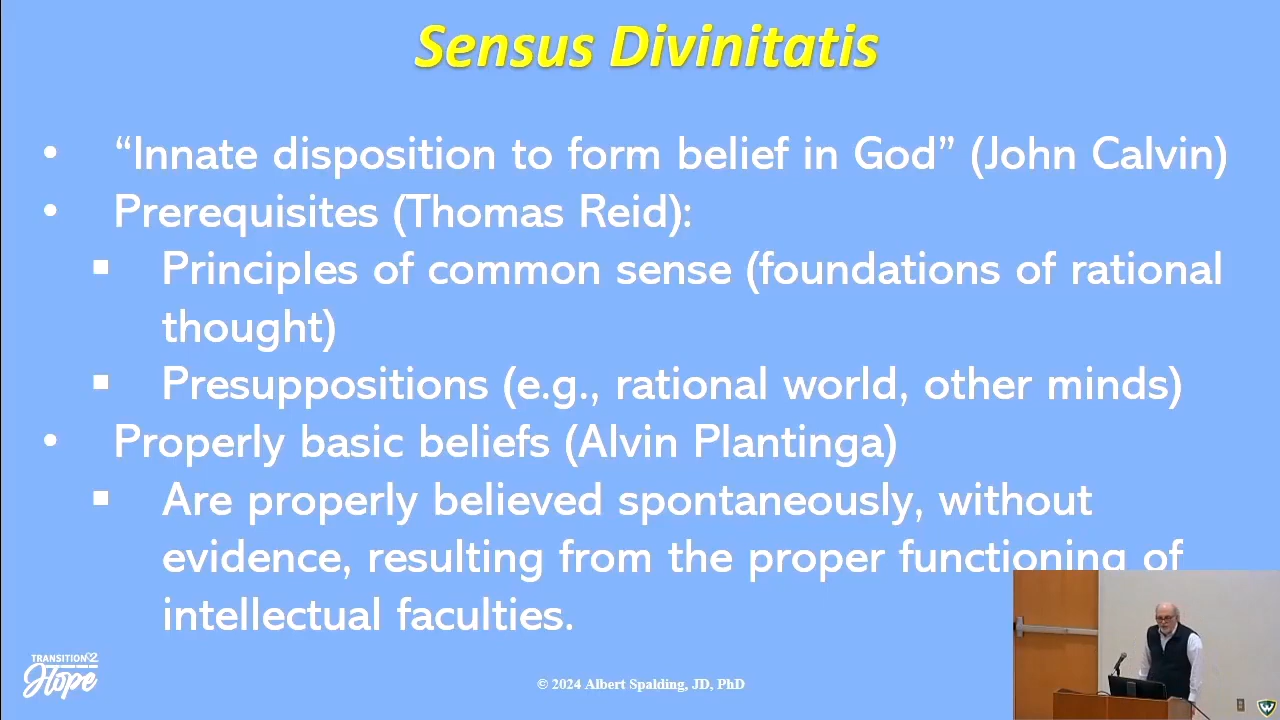 Sensus Divinitatis
• “Innate disposition to form belief in God” (John Calvin)
• Prerequisites (Thomas Reid):
▪ Principles of common sense (foundations of rational
thought)
▪ Presuppositions (e.g., rational world, other minds)
• Properly basic beliefs (Alvin Plantinga)
▪ Are properly believed spontaneously, without
evidence, resulting from the proper functioning of
intellectual faculties.
TRANSITION2
Hope
© 2024 Albert Spalding, JD, PhD
W